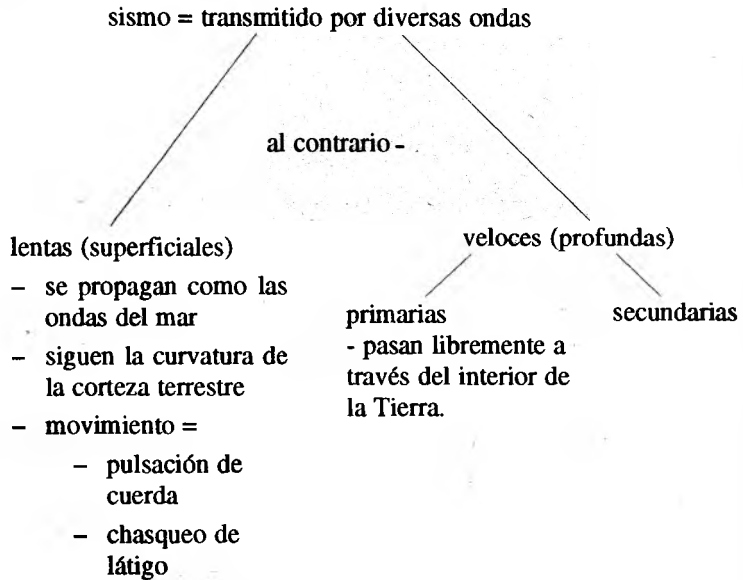 sismo = transmitido por diversas ondas
al contrario -
lentas (superficiales)
– se propagan como las
ondas del mar
– siguen la curvatura de
la corteza terrestre
– movimiento =
– pulsación de
cuerda
– chasqueo de
látigo
veloces (profundas)
primarias
- pasan libremente a
través del interior de
la Tierra.
secundarias